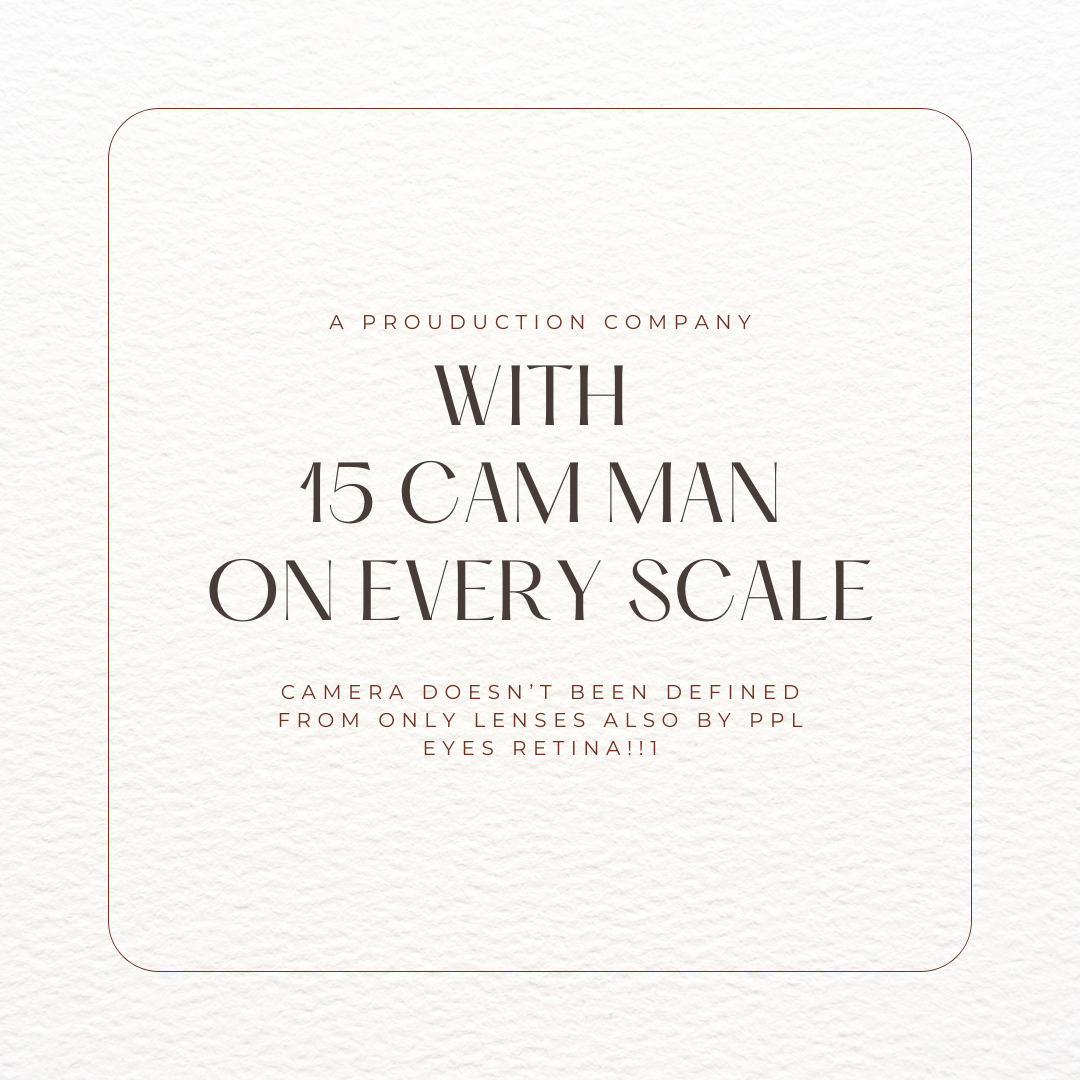 A PROUDUCTION COMPANY
WITH
15 CAM MAN
ON EVERY SCALE
CAMERA DOESN’T BEEN DEFINED
FROM ONLY LENSES ALSO BY PPL
EYES RETINA!!1